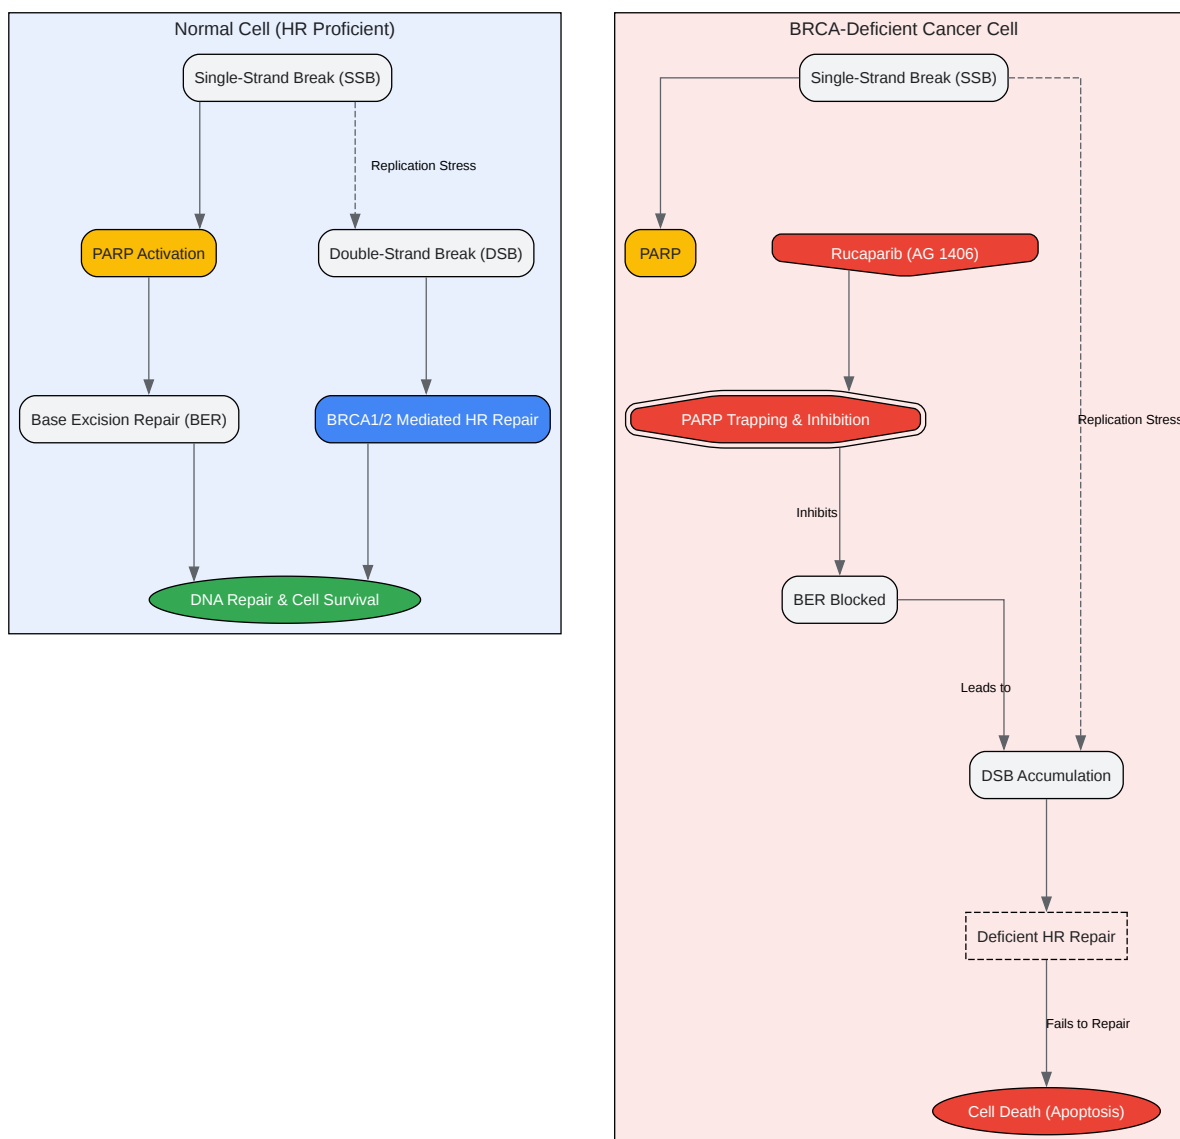 Normal Cell (HR Proficient)
Single-Strand Break (SSB)
Replication Stress
PARP Activation
Double-Strand Break (DSB)
Base Excision Repair (BER)
BRCA1/2 Mediated HR Repair
DNA Repair & Cell Survival
BRCA-Deficient Cancer Cell
Single-Strand Break (SSB)
PARP
Rucaparib (AG 1406)
PARP Trapping & Inhibition
Replication Stress
Inhibits
BER Blocked
Leads to
DSB Accumulation
Deficient HR Repair
Fails to Repair
Cell Death (Apoptosis)